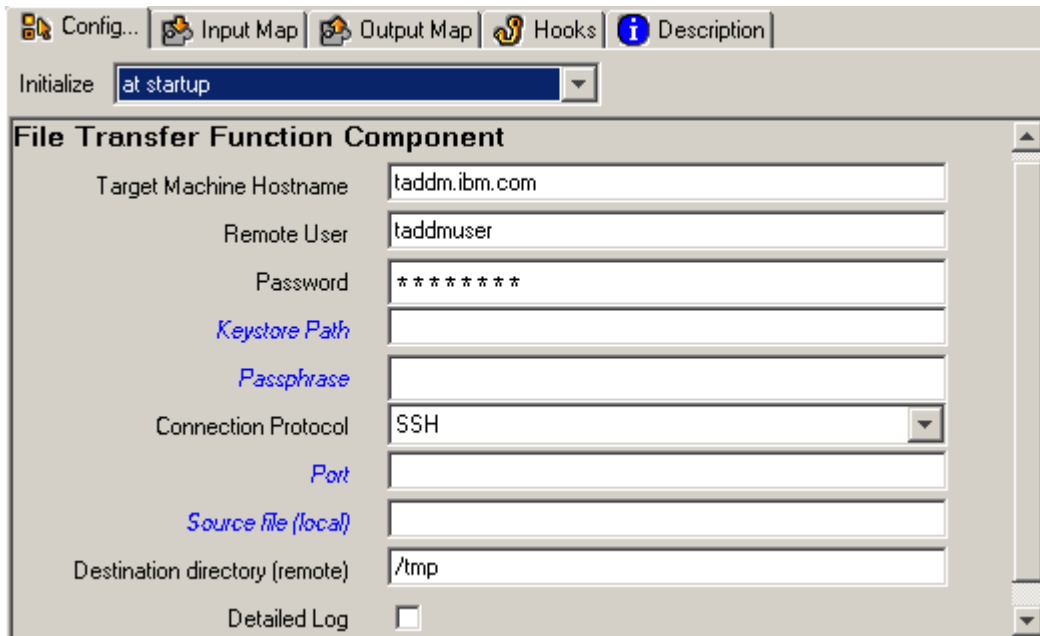 Config... Input Map Output Map Hooks Description
Initialize at startup
File Transfer Function Component
Target Machine Hostname taddm.ibm.com
Remote User taddmuser
Password ********
Keystore Path
Passphrase
Connection Protocol SSH
Port
Source file (local)
Destination directory (remote) /tmp
Detailed Log